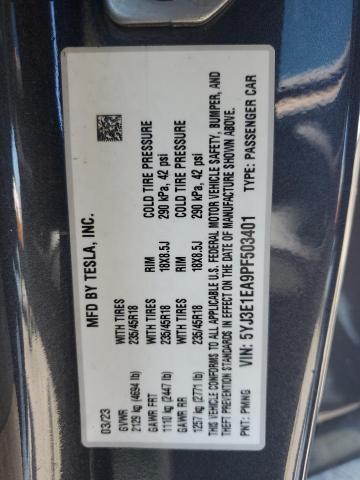 MFD BY TESLA, INC.
03/23
GVWR WITH TIRES RIM COLD TIRE PRESSURE
2129 kg (4694 lb) 235/45R18 18X8.5J 290 kPa, 42 psi
GAWR FRT WITH TIRES RIM COLD TIRE PRESSURE
1110 kg (2447 lb) 235/45R18 18X8.5J 290 kPa, 42 psi
GAWR RR
1257 kg (2771 lb)
THIS VEHICLE CONFORMS TO ALL APPLICABLE U.S. FEDERAL MOTOR VEHICLE SAFETY, BUMPER, AND
THEFT PREVENTION STANDARDS IN EFFECT ON THE DATE OF MANUFACTURE SHOWN ABOVE.
VIN: 5YJ3E1EA9PF503401
PNT: PMNG TYPE: PASSENGER CAR